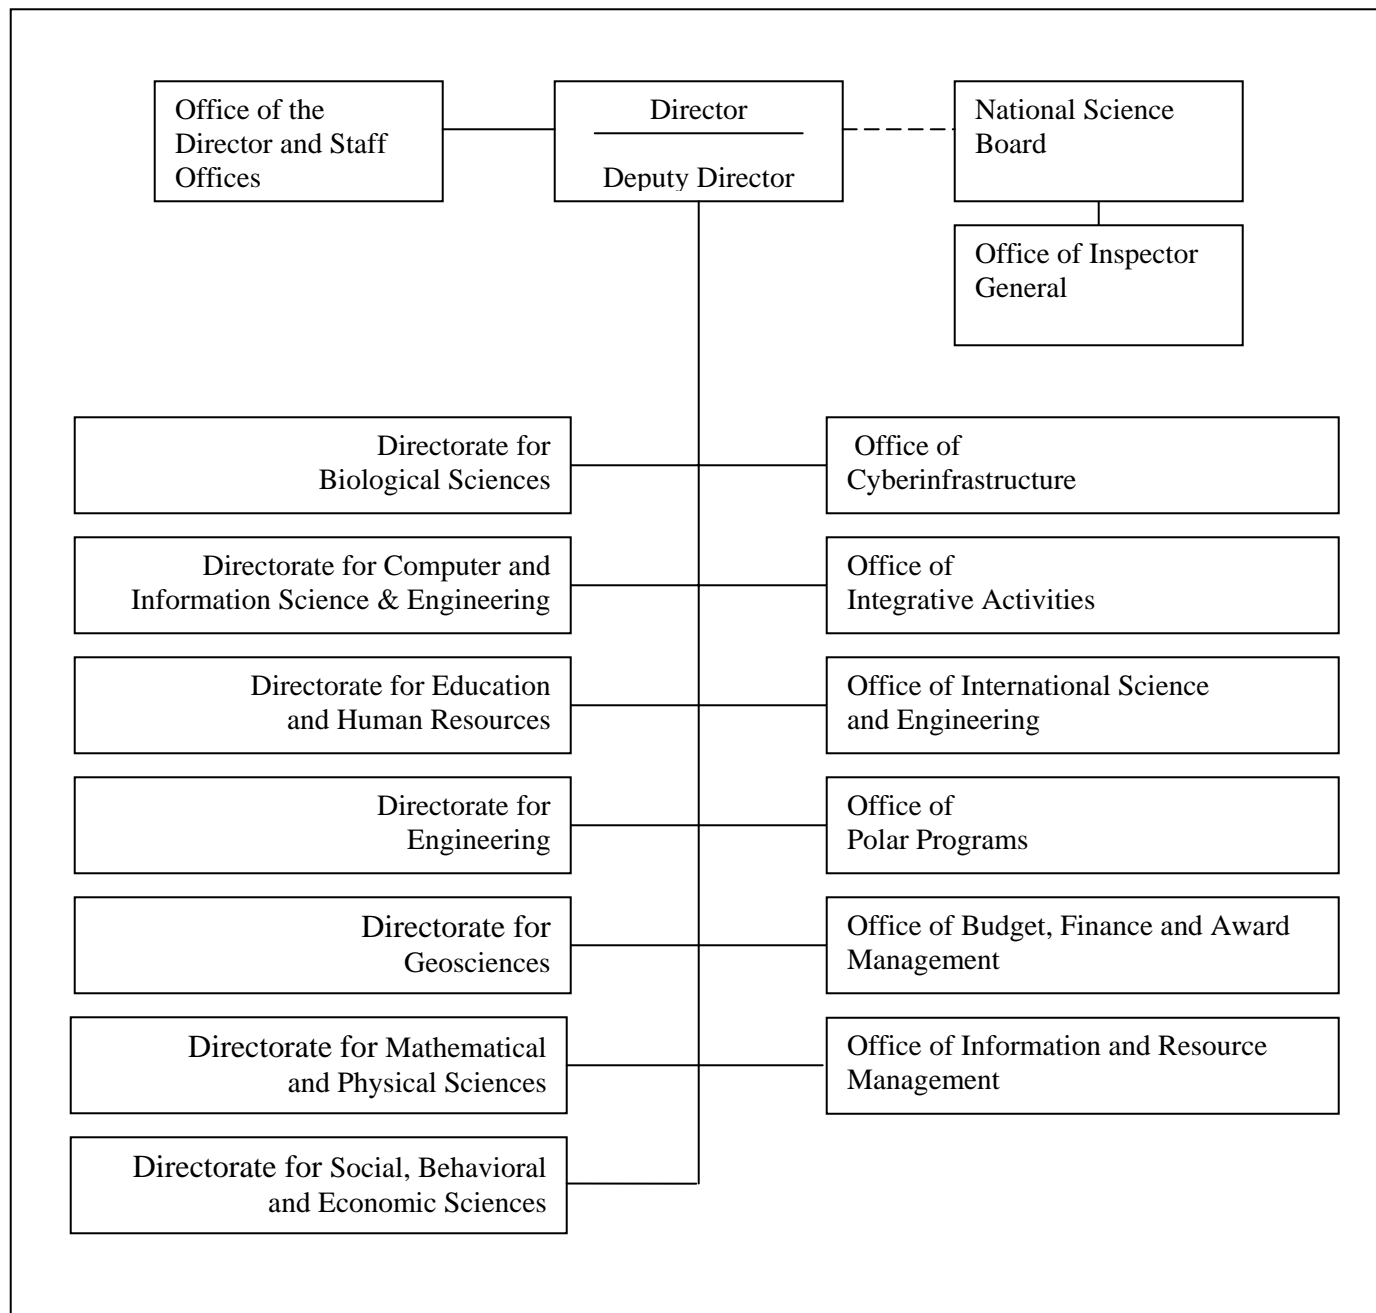 Office of the
Director and Staff
Offices
Director
Deputy Director
National Science
Board
Office of Inspector
General
Directorate for
Biological Sciences
Office of
Cyberinfrastructure
Directorate for Computer and
Information Science & Engineering
Office of
Integrative Activities
Directorate for Education
and Human Resources
Office of International Science
and Engineering
Directorate for
Engineering
Office of
Polar Programs
Directorate for
Geosciences
Office of Budget, Finance and Award
Management
Directorate for Mathematical
and Physical Sciences
Office of Information and Resource
Management
Directorate for Social, Behavioral
and Economic Sciences